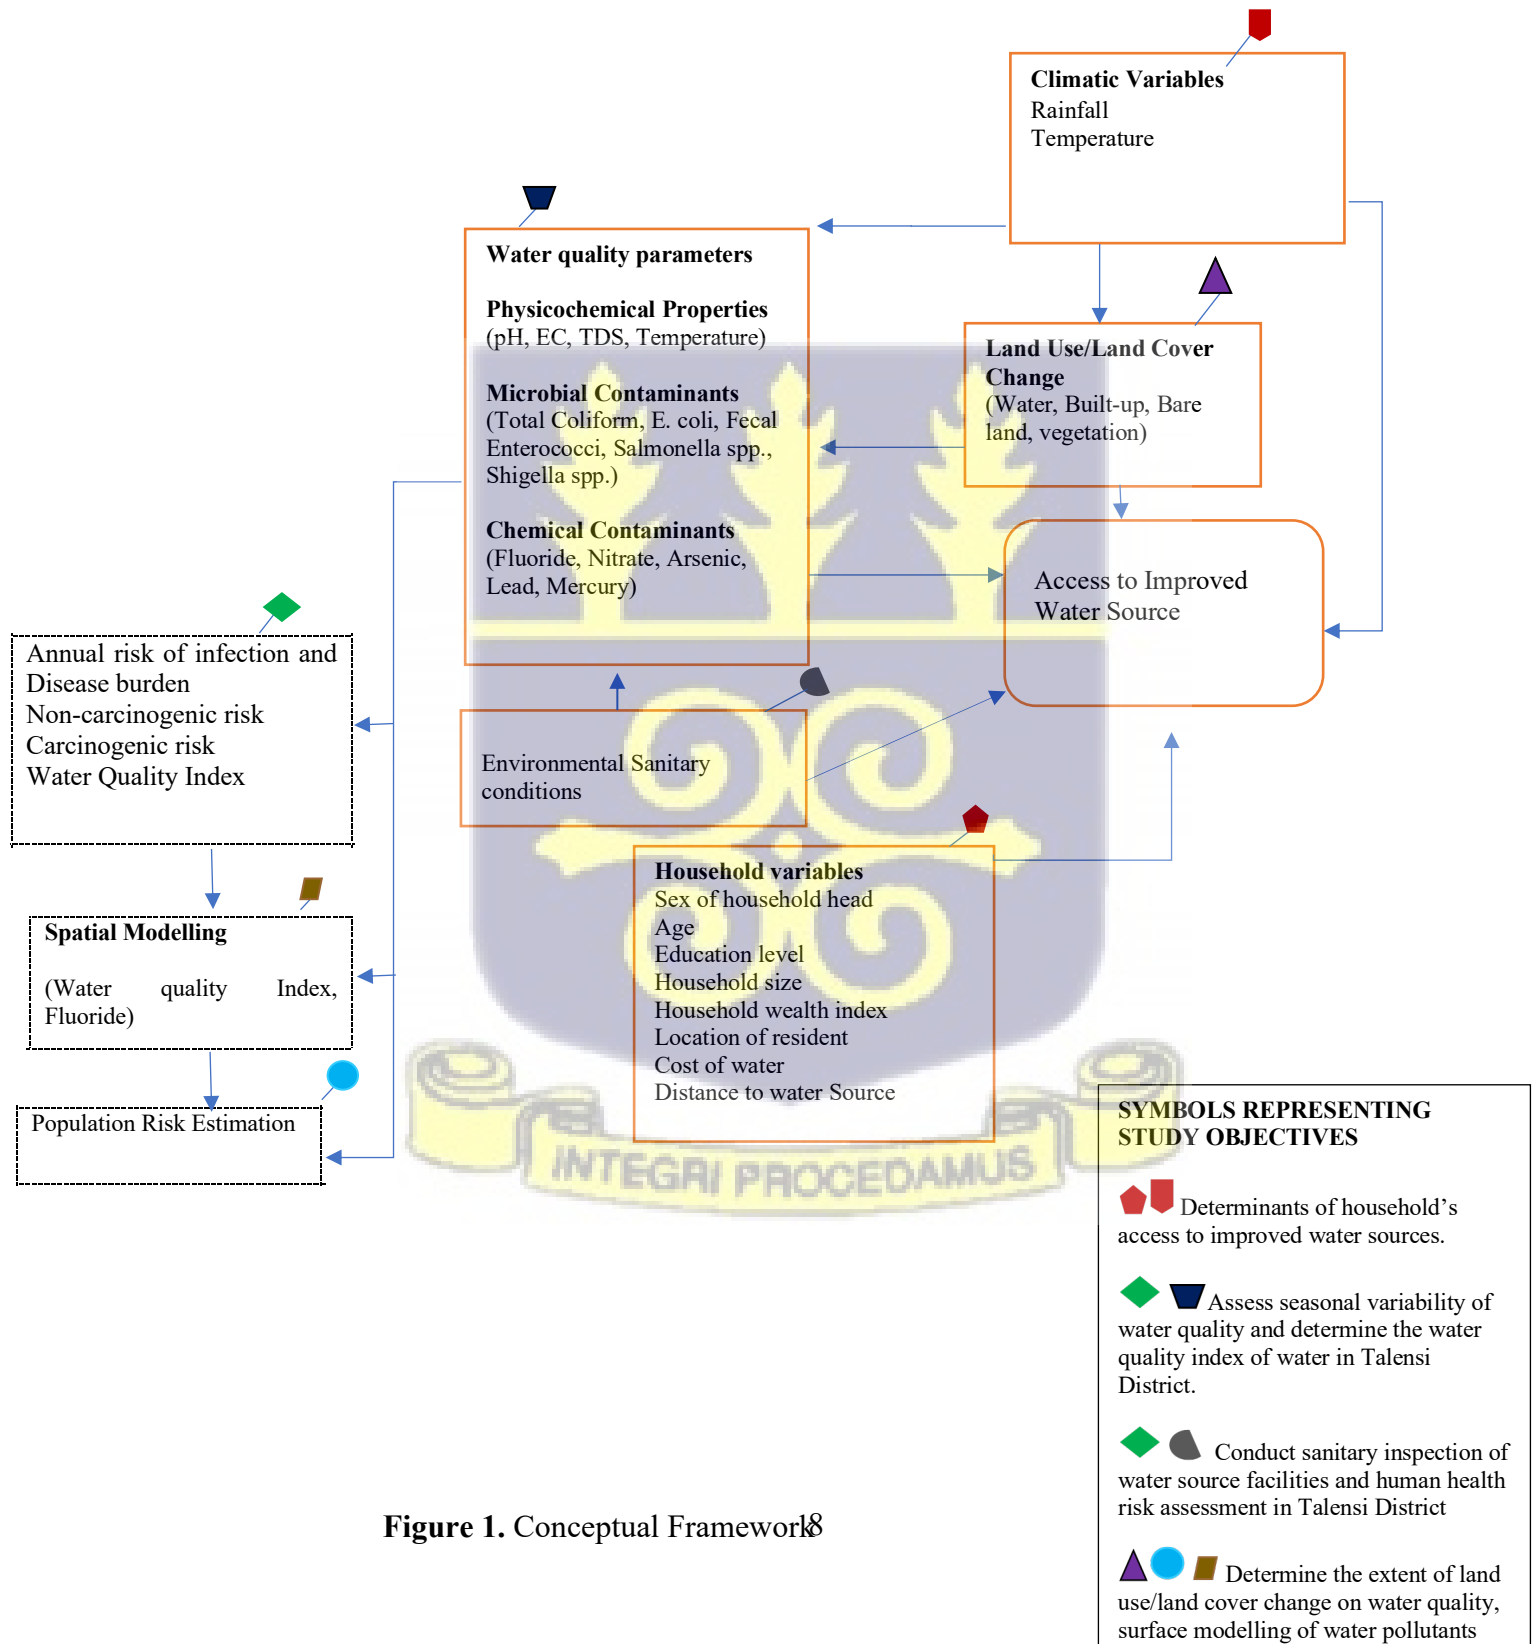 Climatic Variables
Rainfall
Temperature
Water quality parameters
Physicochemical Properties
(pH, EC, TDS, Temperature)
Microbial Contaminants
(Total Coliform, E. coli, Fecal
Enterococci, Salmonella spp.,
Shigella spp.)
Chemical Contaminants
(Fluoride, Nitrate, Arsenic,
Lead, Mercury)
Land Use/Land Cover
Change
(Water, Built-up, Bare
land, vegetation)
Access to Improved
Water Source
Annual risk of infection and
Disease burden
Non-carcinogenic risk
Carcinogenic risk
Water Quality Index
Environmental Sanitary
conditions
Spatial Modelling
(Water quality Index,
Fluoride)
Population Risk Estimation
Household variables
Sex of household head
Age
Education level
Household size
Household wealth index
Location of resident
Cost of water
Distance to water Source
INTEGRI PROCEDAMUS
SYMBOLS REPRESENTING
STUDY OBJECTIVES
Determinants of household’s
access to improved water sources.
Assess seasonal variability of
water quality and determine the water
quality index of water in Talensi
District.
Conduct sanitary inspection of
water source facilities and human health
risk assessment in Talensi District
Determine the extent of land
use/land cover change on water quality,
surface modelling of water pollutants
Figure 1. Conceptual Framework
8